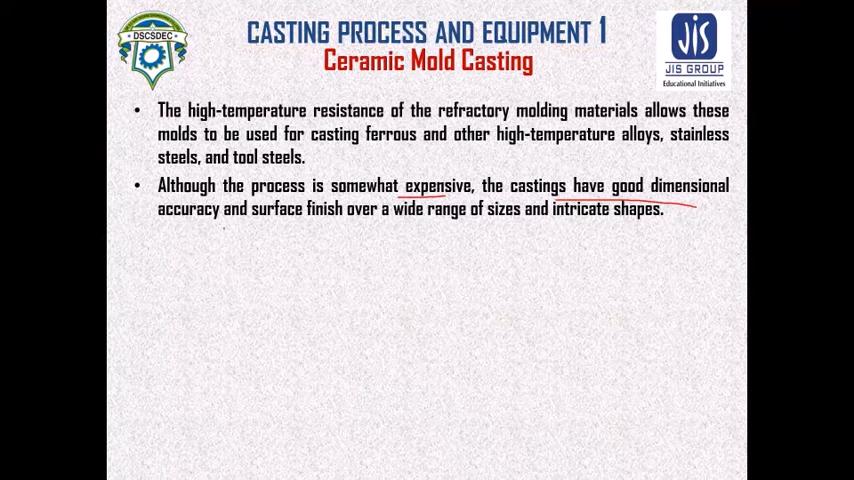 DSCSDEC
CASTING PROCESS AND EQUIPMENT 1
Ceramic Mold Casting
JIS
JIS GROUP
Educational Initiatives
• The high-temperature resistance of the refractory molding materials allows these
molds to be used for casting ferrous and other high-temperature alloys, stainless
steels, and tool steels.
• Although the process is somewhat expensive, the castings have good dimensional
accuracy and surface finish over a wide range of sizes and intricate shapes.